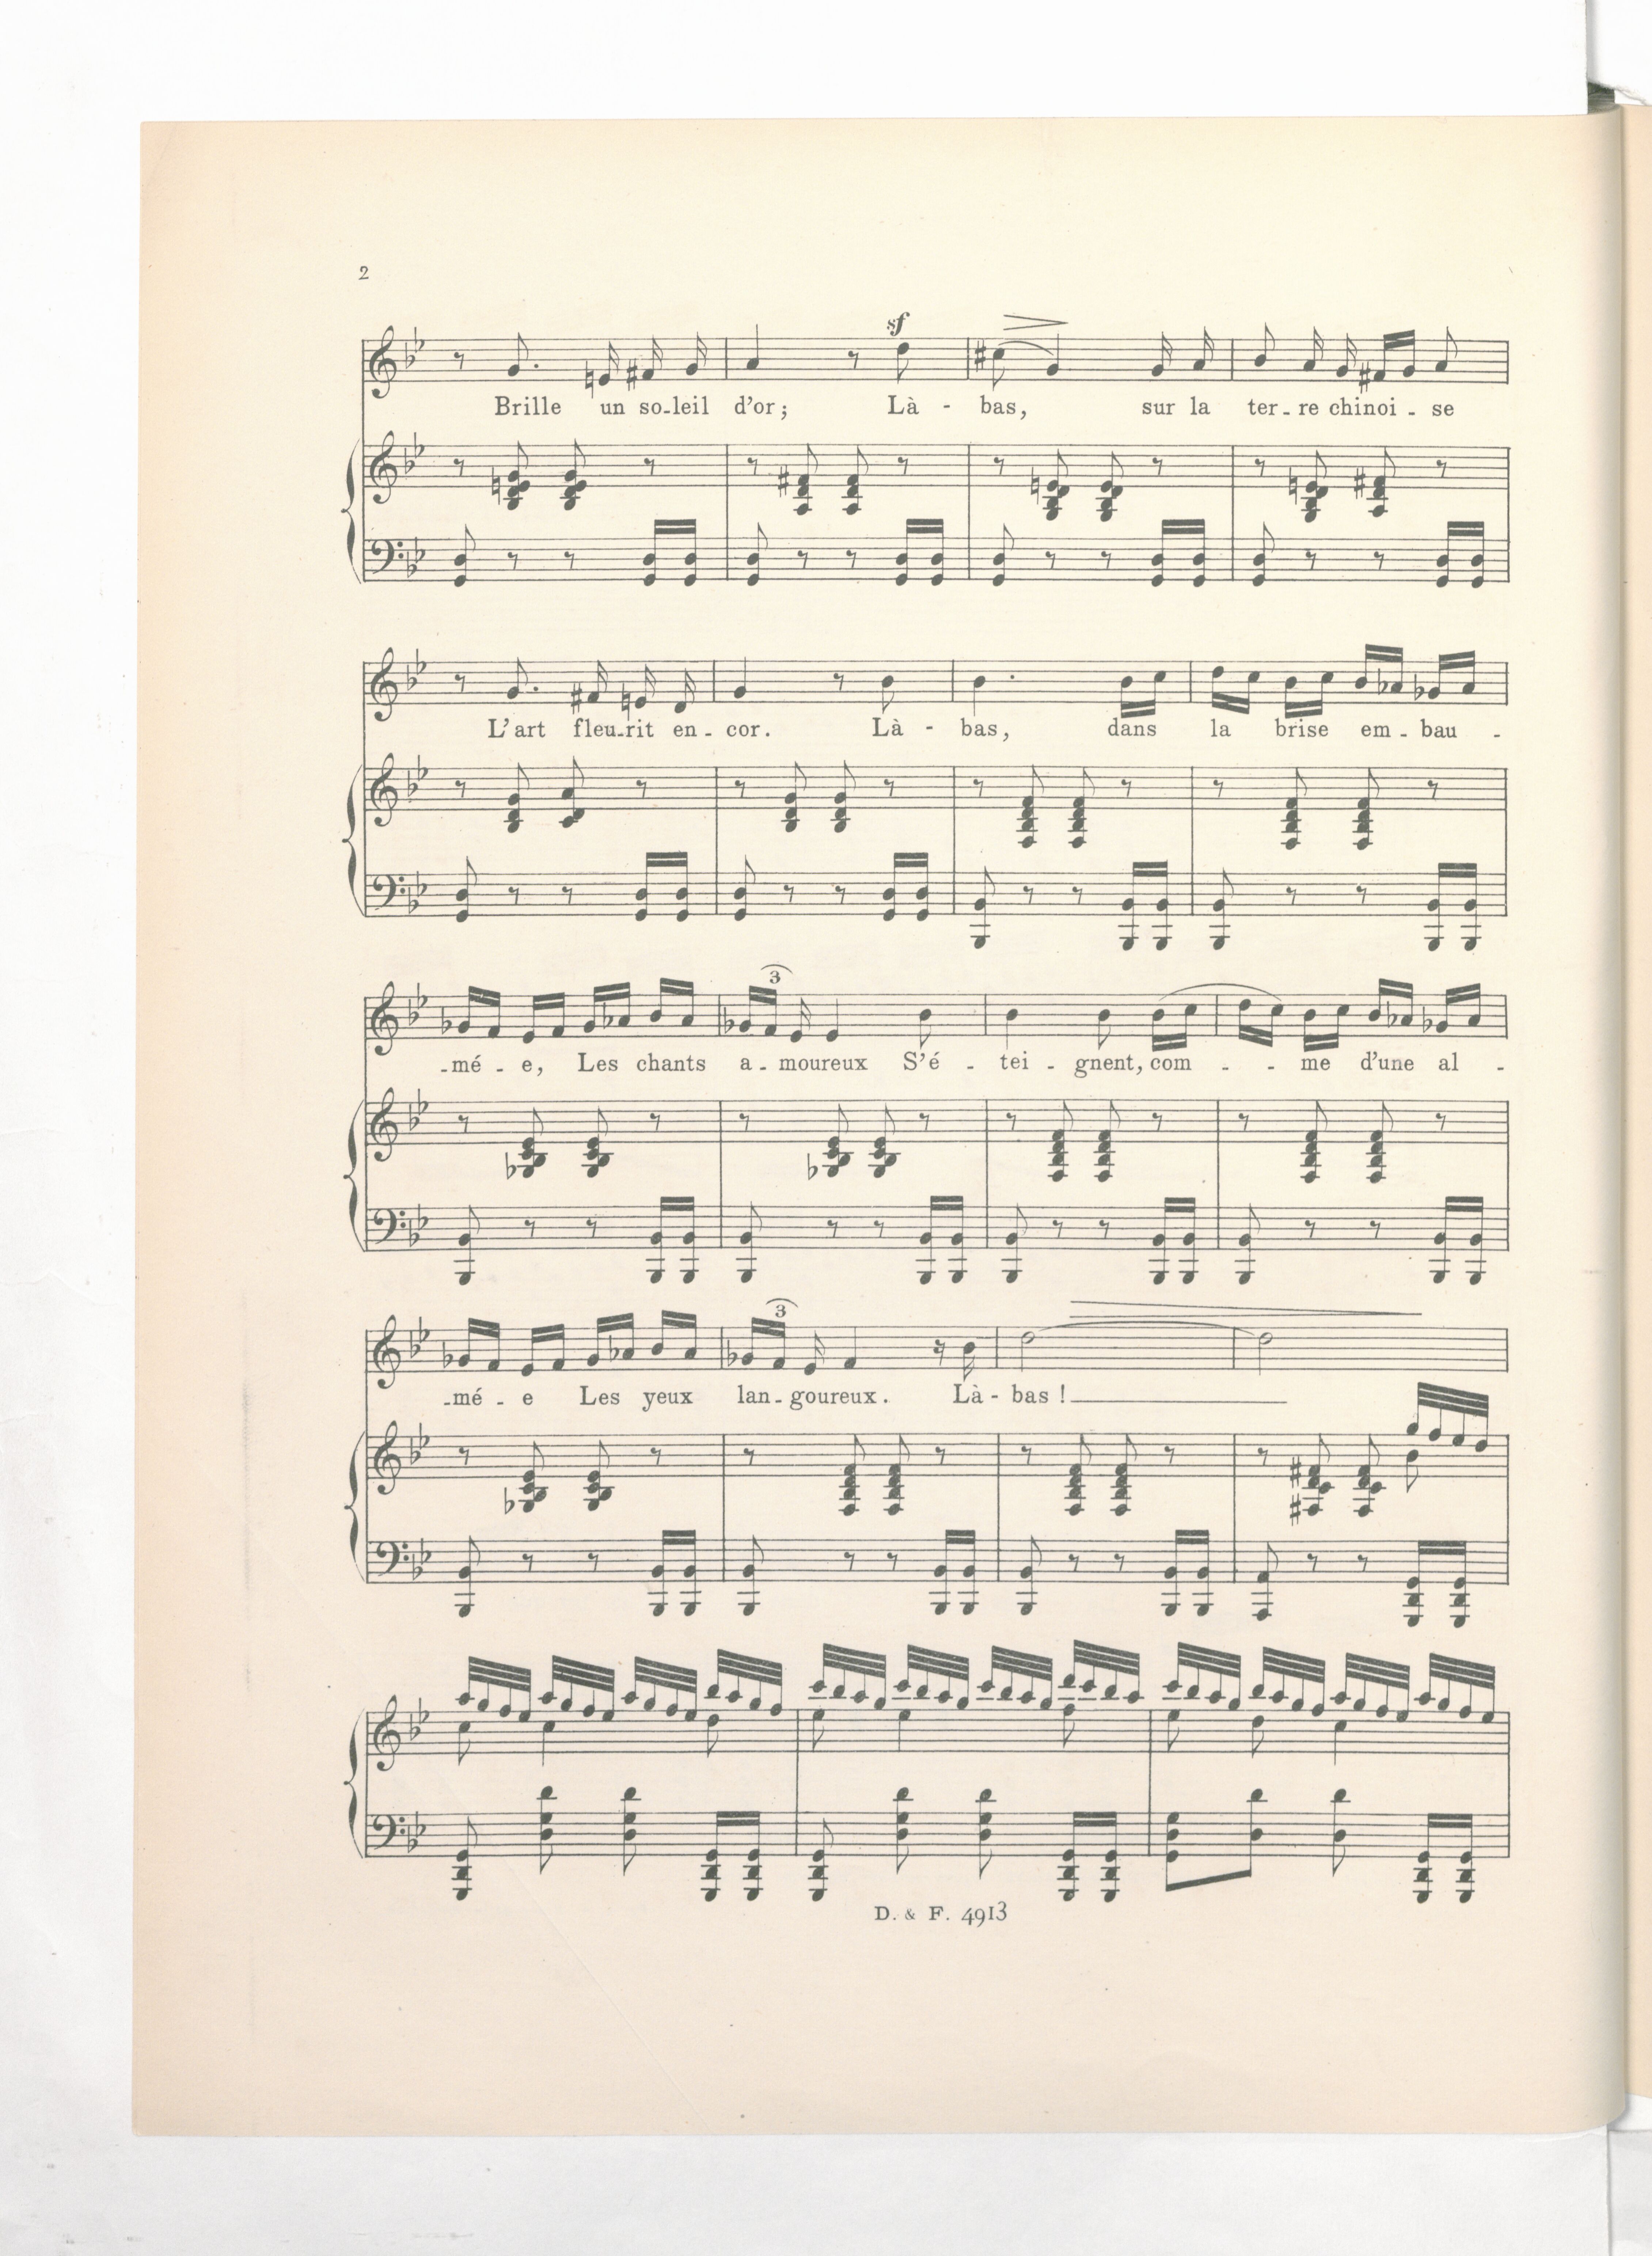 2
sf
Brille un so-leil d'or; Là - bas, sur la ter-re chinoi - se
L'art fleu-rit en-cor. Là - bas, dans la brise em-bau -
3
-mé - e, Les chants a-moureux S'é - tei - gnent, com - - me d'une al -
3
-mé - e Les yeux lan-goureux. Là-bas !
D. & F. 4913